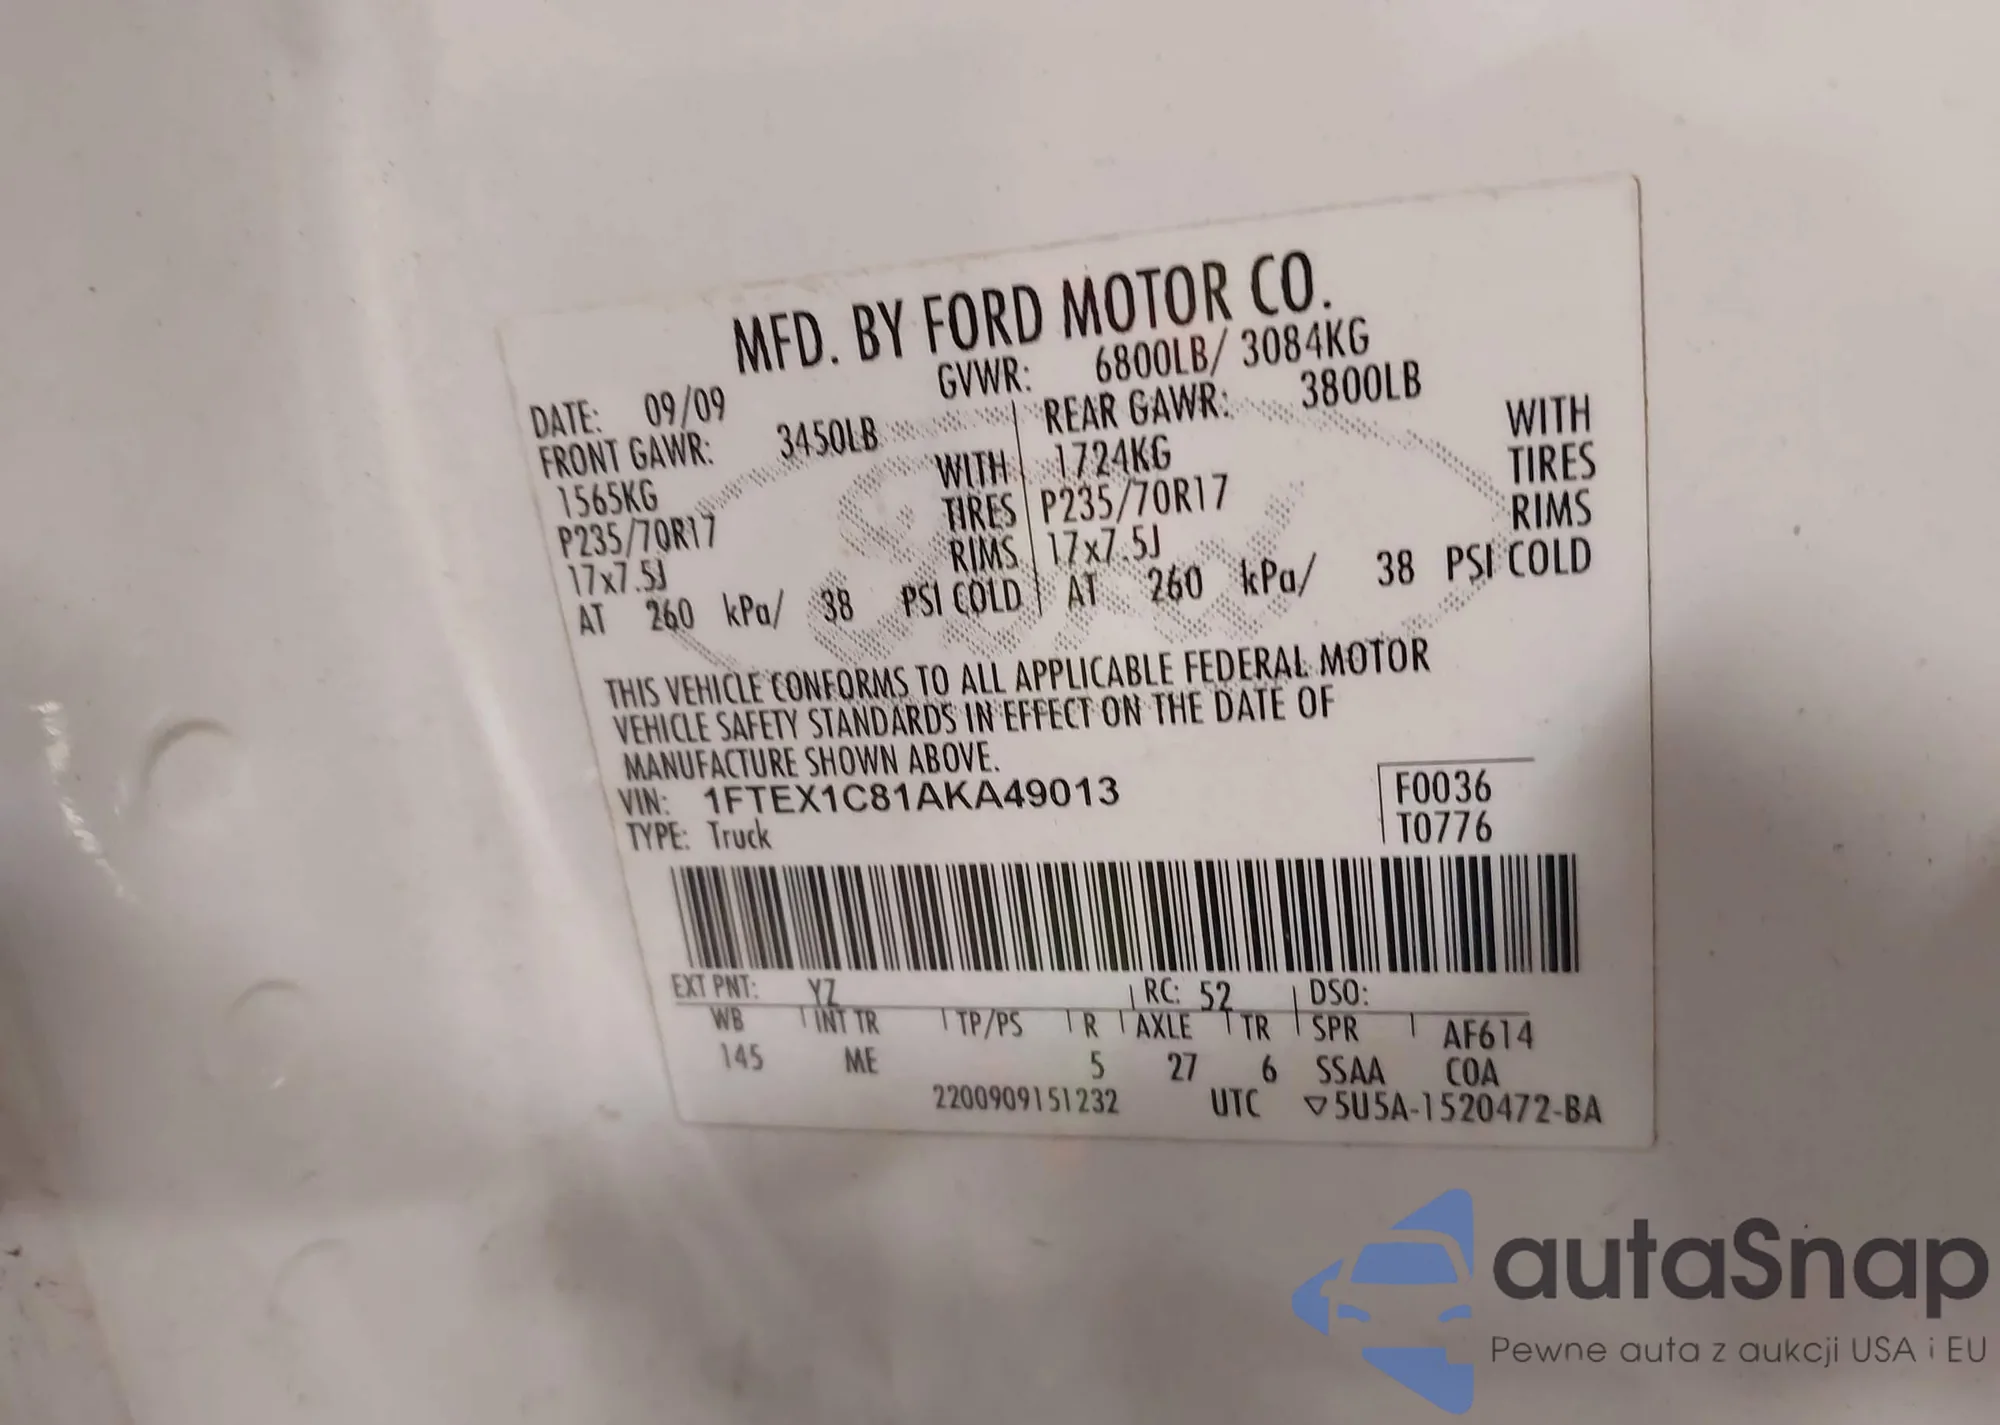 MFD. BY FORD MOTOR CO.
DATE: 09/09 GVWR: 6800LB/ 3084KG
FRONT GAWR: 3450LB REAR GAWR: 3800LB
1565KG WITH 1724KG WITH
P235/70R17 TIRES P235/70R17 TIRES
17x7.5J RIMS 17x7.5J RIMS
AT 260 kPa/ 38 PSI COLD AT 260 kPa/ 38 PSI COLD
THIS VEHICLE CONFORMS TO ALL APPLICABLE FEDERAL MOTOR
VEHICLE SAFETY STANDARDS IN EFFECT ON THE DATE OF
MANUFACTURE SHOWN ABOVE.
VIN: 1FTEX1C81AKA49013 F0036
TYPE: Truck T0776
EXT PNT: YZ RC: 52 DSO:
WB INT TR TP/PS R AXLE TR SPR AF614
145 ME 5 27 6 SSAA COA
2200909151232 UTC ▽5U5A-1520472-BA
autaSnap
Pewne auta z aukcji USA i EU